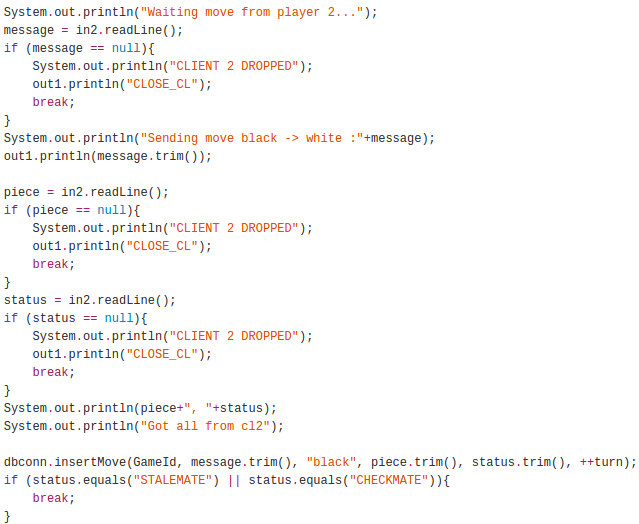 System.out.println("Waiting move from player 2...");
message = in2.readLine();
if (message == null){
    System.out.println("CLIENT 2 DROPPED");
    out1.println("CLOSE_CL");
    break;
}
System.out.println("Sending move black -> white :"+message);
out1.println(message.trim());

piece = in2.readLine();
if (piece == null){
    System.out.println("CLIENT 2 DROPPED");
    out1.println("CLOSE_CL");
    break;
}
status = in2.readLine();
if (status == null){
    System.out.println("CLIENT 2 DROPPED");
    out1.println("CLOSE_CL");
    break;
}
System.out.println(piece+", "+status);
System.out.println("Got all from cl2");

dbconn.insertMove(GameId, message.trim(), "black", piece.trim(), status.trim(), ++turn);
if (status.equals("STALEMATE") || status.equals("CHECKMATE")){
    break;
}